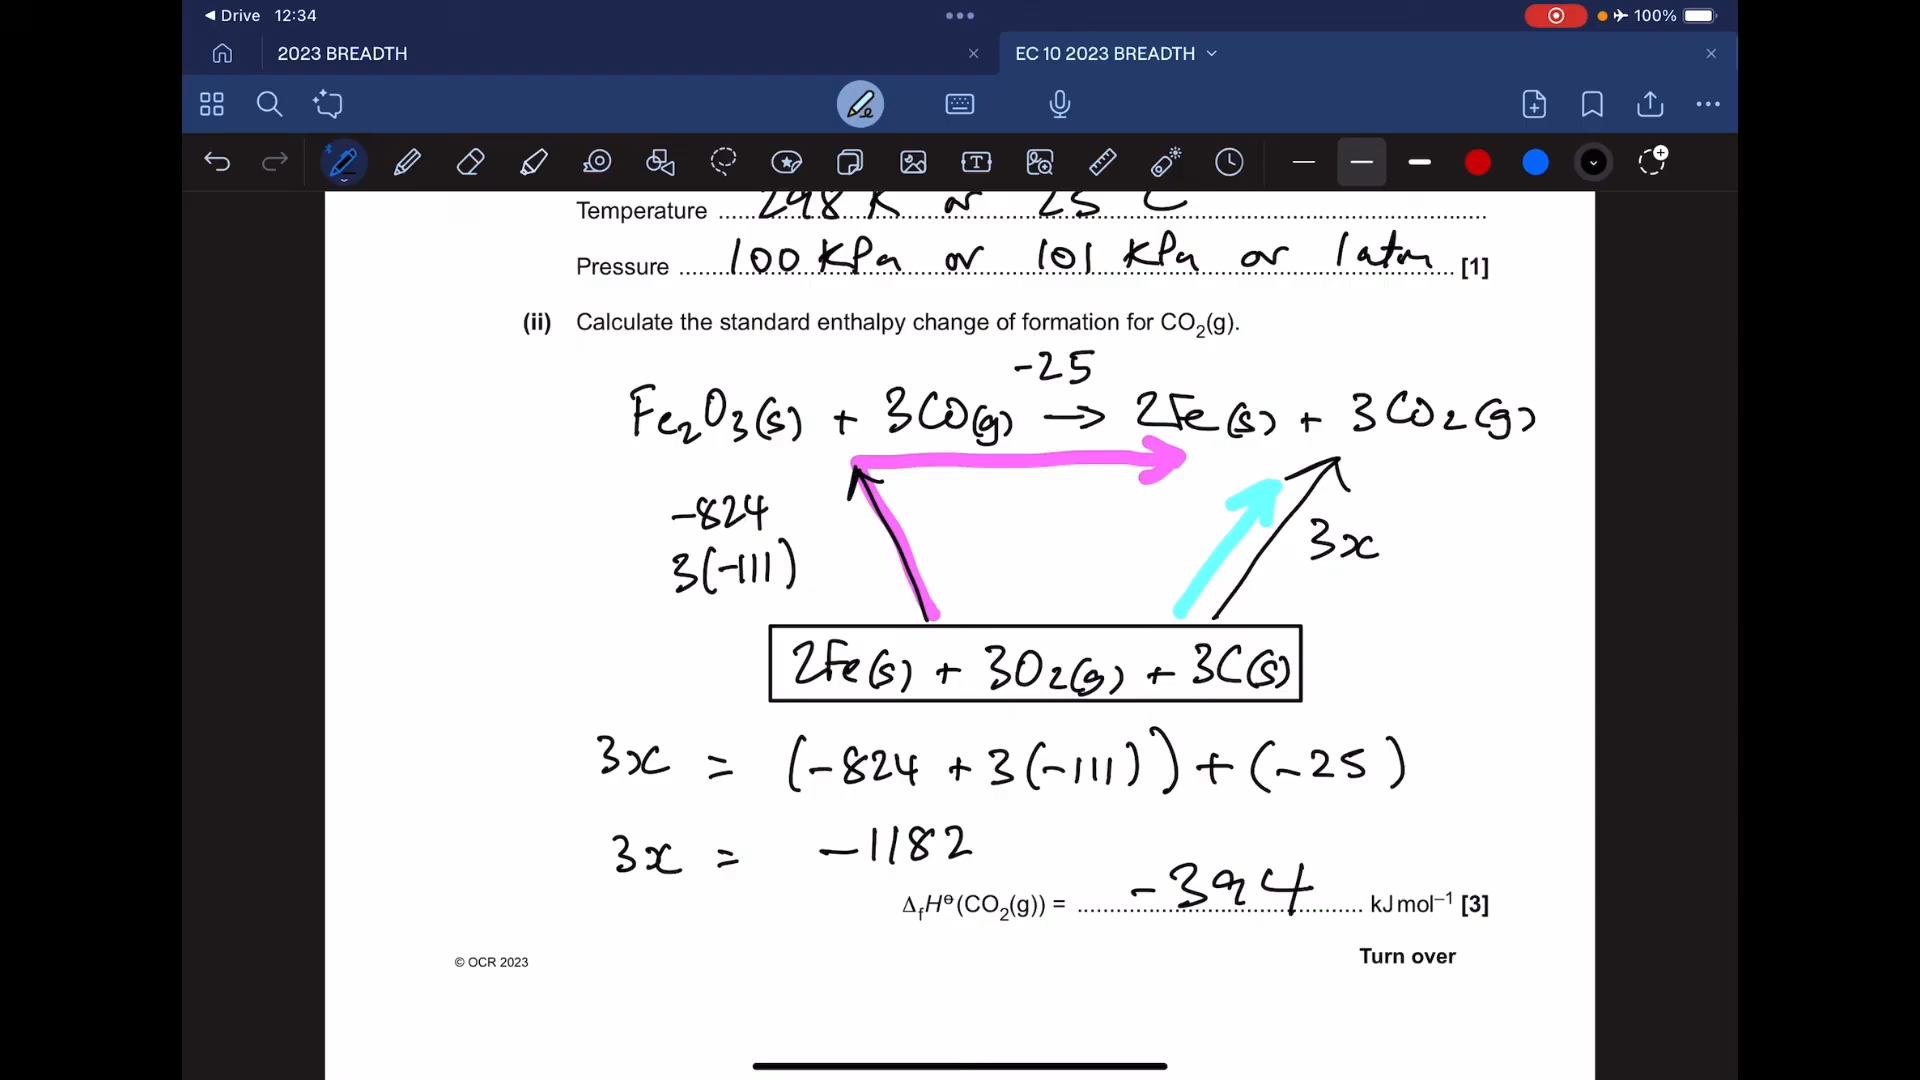 Drive 12:34
100%
2023 BREADTH
EC 10 2023 BREADTH
Temperature 298 K or 25 °C
Pressure 100 KPa or 101 KPa or 1 atm [1]
(ii) Calculate the standard enthalpy change of formation for CO₂(g).
-25
Fe₂O₃(s) + 3CO(g) → 2Fe(s) + 3CO₂(g)
-824
3(-111)
3x
2Fe(s) + 3O₂(g) + 3C(s)
3x = (-824 + 3(-111)) + (-25)
3x = -1182
ΔfH⊖(CO₂(g)) = -394 kJ mol⁻¹ [3]
© OCR 2023
Turn over